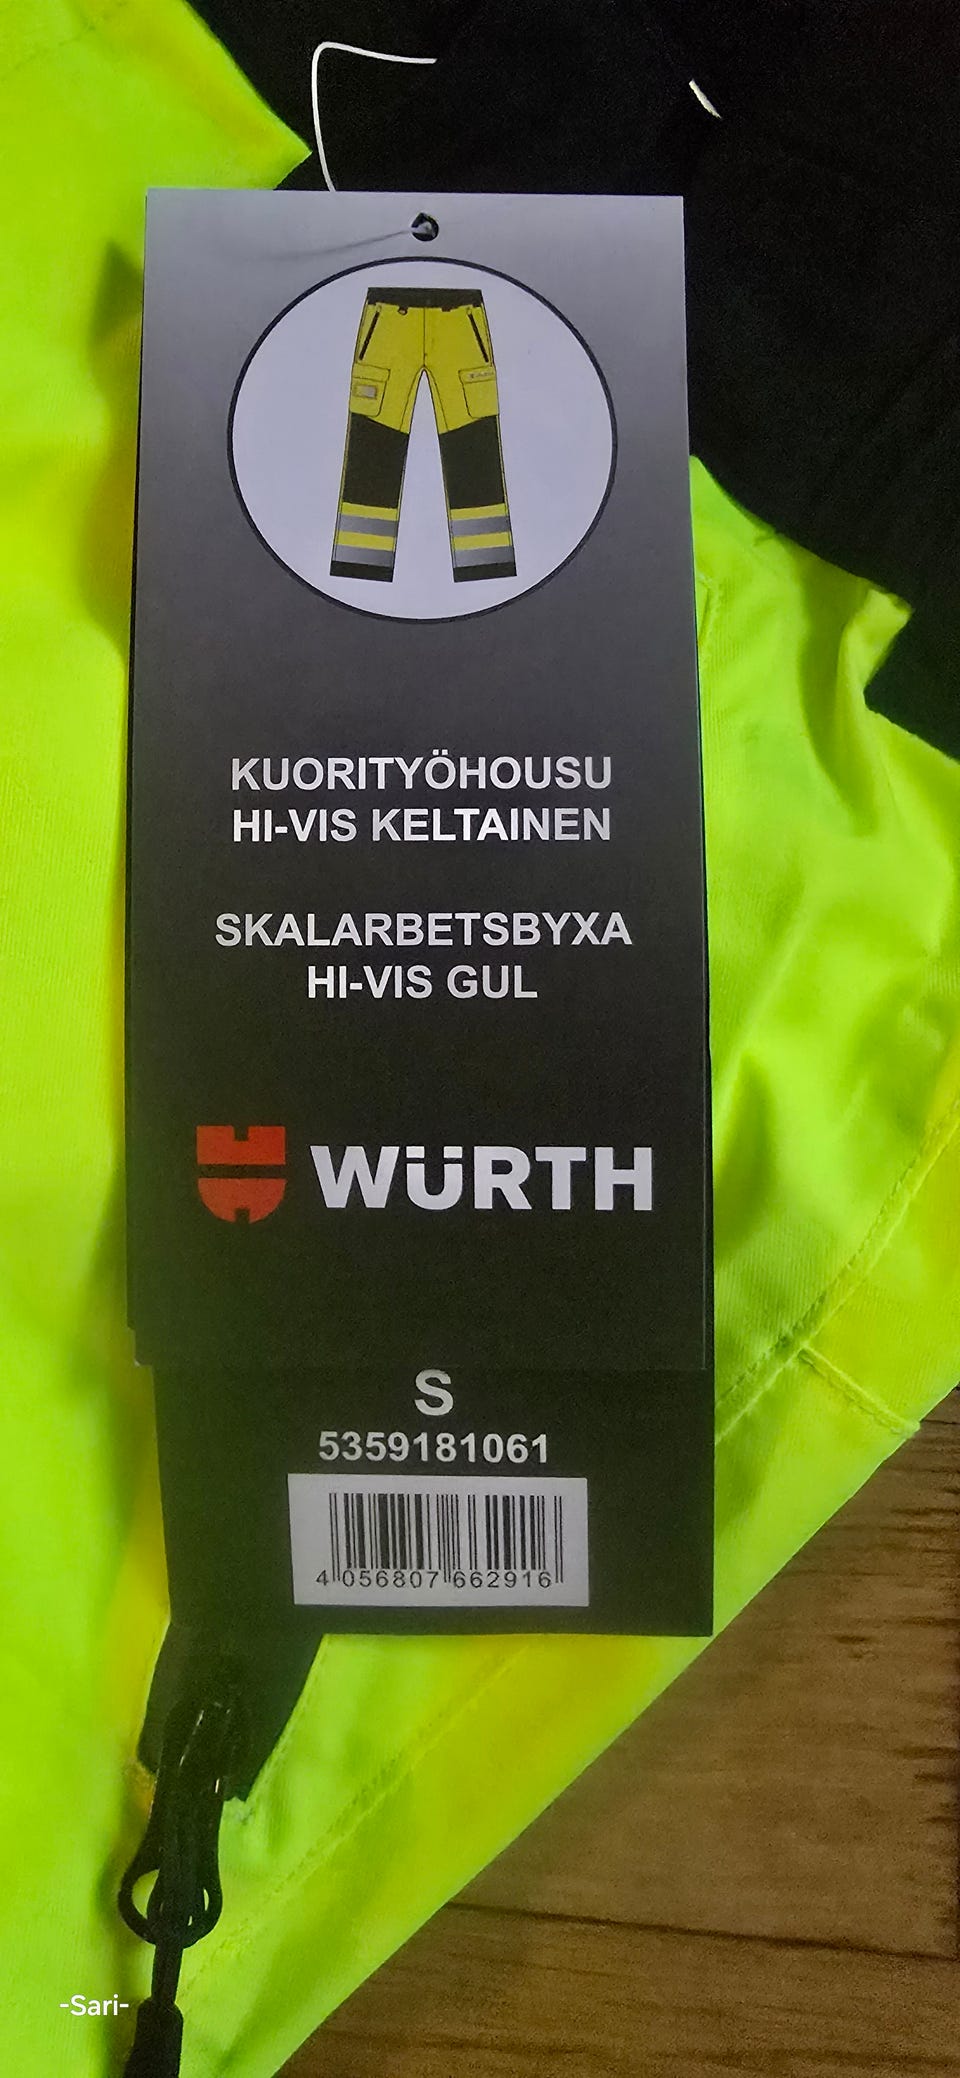 KUORITYÖHOUSU
HI-VIS KELTAINEN
SKALARBETSBYXA
HI-VIS GUL
WÜRTH
S
5359181061
4 056807 662916
-Sari-